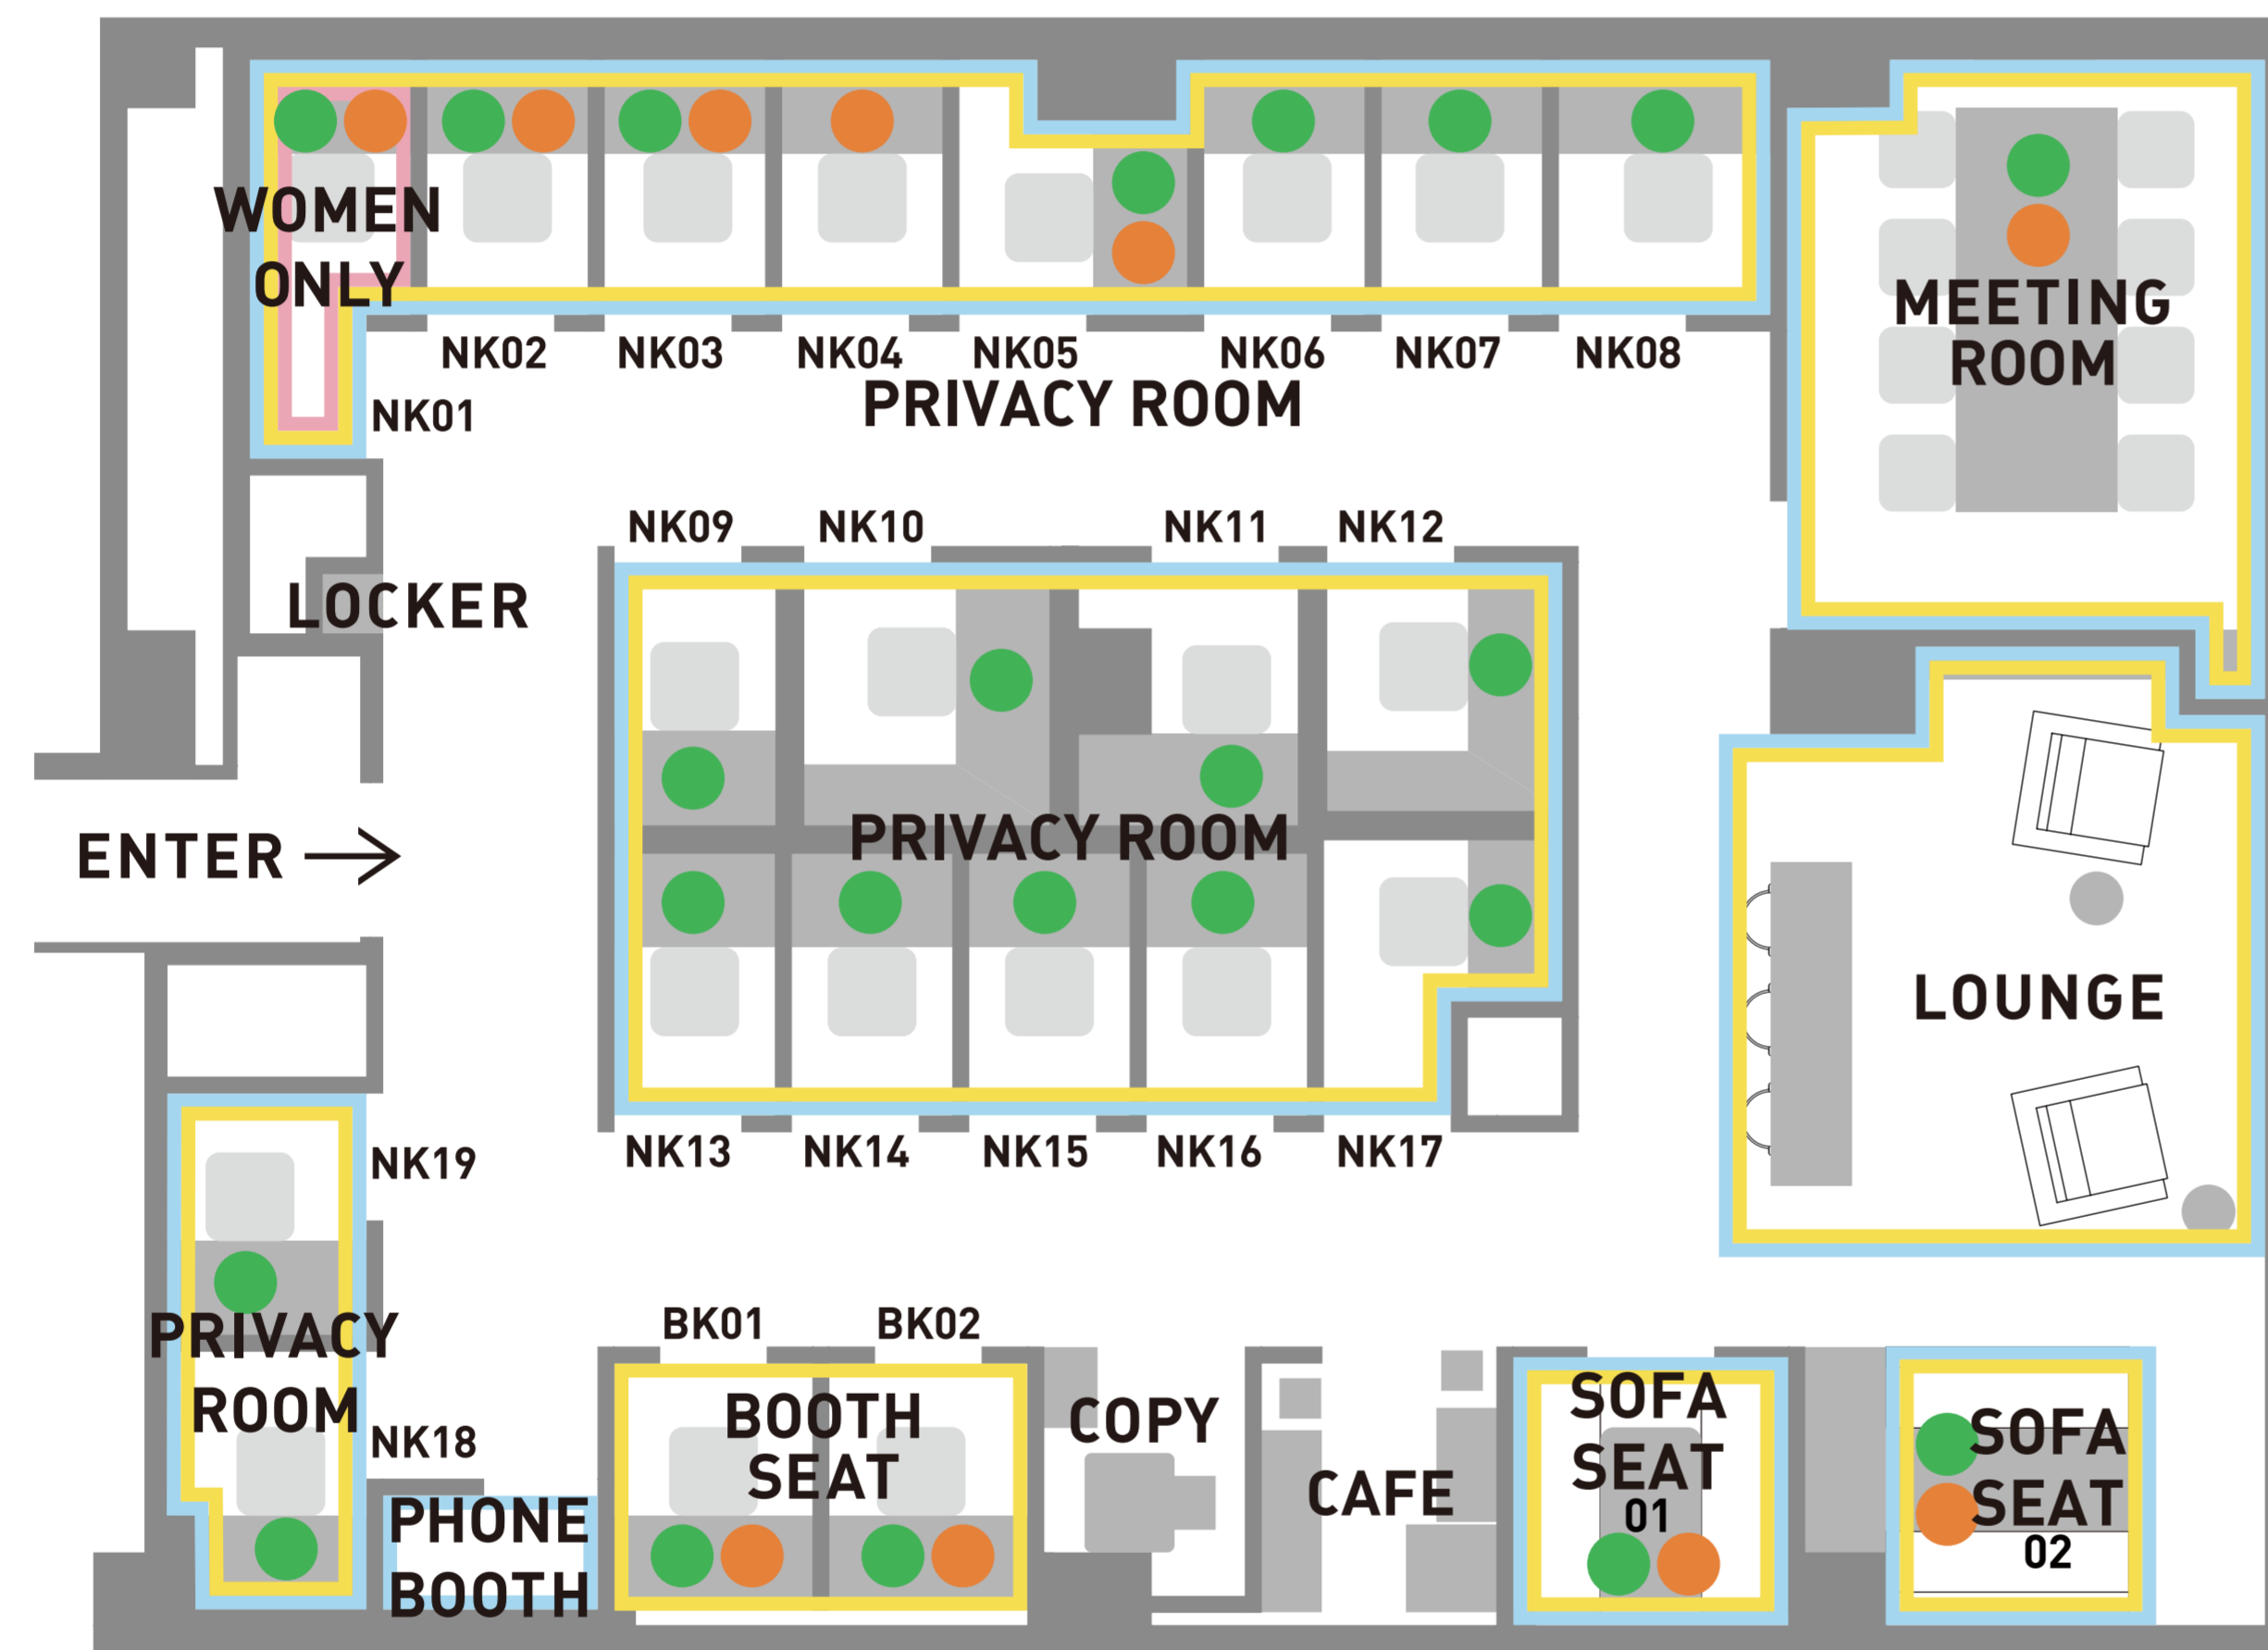 WOMEN
ONLY
NK01
NK02
NK03
NK04
NK05
NK06
NK07
NK08
PRIVACY ROOM
MEETING
ROOM
LOCKER
NK09
NK10
NK11
NK12
PRIVACY ROOM
ENTER
NK13
NK14
NK15
NK16
NK17
LOUNGE
NK19
PRIVACY
ROOM
NK18
PHONE
BOOTH
BK01
BK02
BOOTH
SEAT
COPY
CAFE
SOFA
SEAT
01
SOFA
SEAT
02